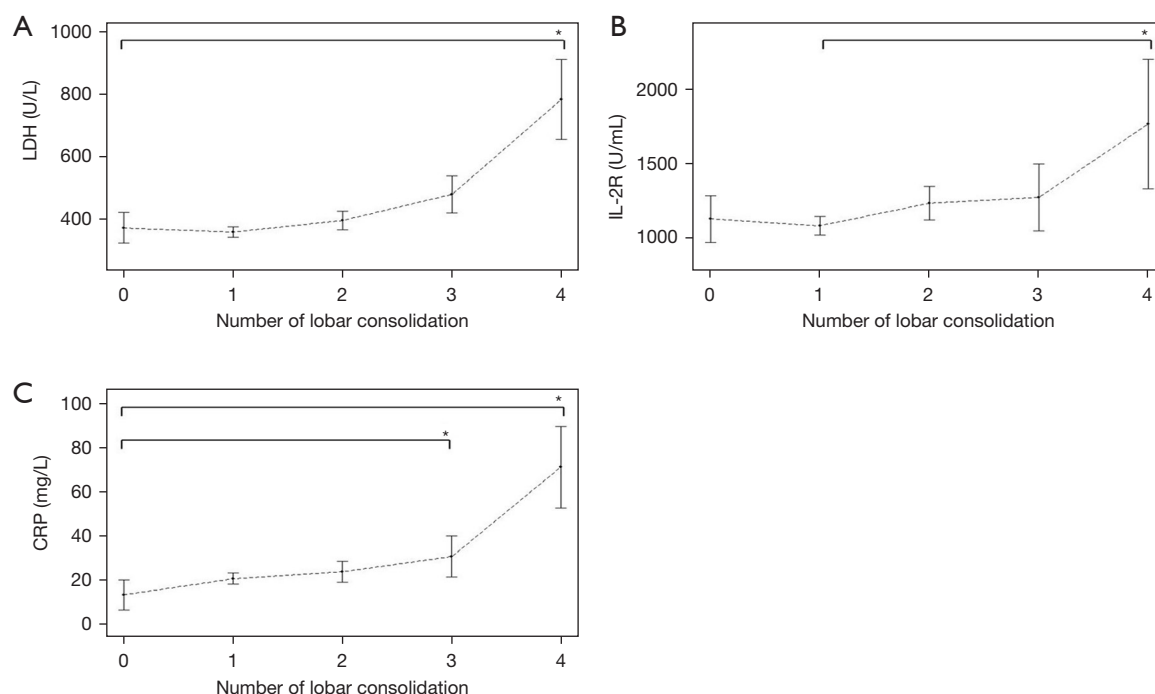 A
1000
*
800
600
400
LDH (U/L)
0 1 2 3 4
Number of lobar consolidation
B
*
2000
1500
1000
IL-2R (U/mL)
0 1 2 3 4
Number of lobar consolidation
C
100
*
80
*
60
40
20
0
CRP (mg/L)
0 1 2 3 4
Number of lobar consolidation